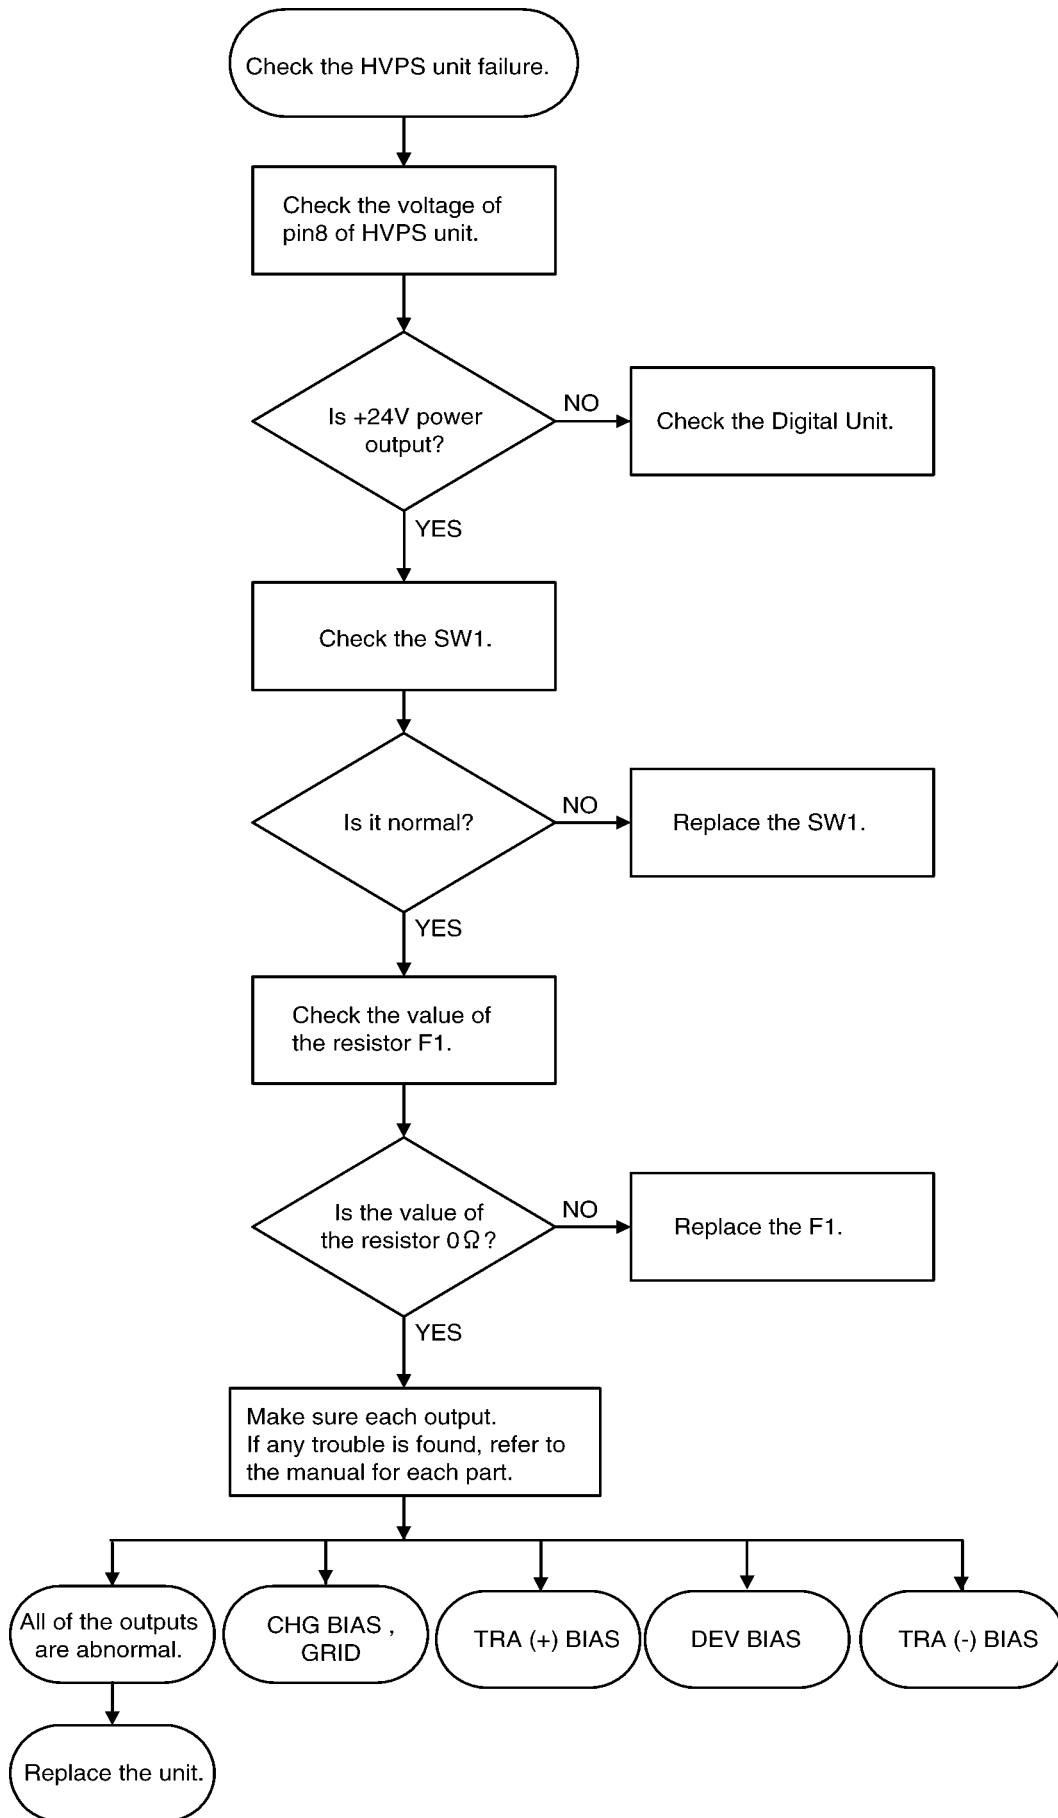 Check the HVPS unit failure.
Check the voltage of
pin8 of HVPS unit.
Is +24V power
output?
NO
Check the Digital Unit.
YES
Check the SW1.
Is it normal?
NO
Replace the SW1.
YES
Check the value of
the resistor F1.
Is the value of
the resistor 0Ω?
NO
Replace the F1.
YES
Make sure each output.
If any trouble is found, refer to
the manual for each part.
All of the outputs
are abnormal.
CHG BIAS ,
GRID
TRA (+) BIAS
DEV BIAS
TRA (-) BIAS
Replace the unit.